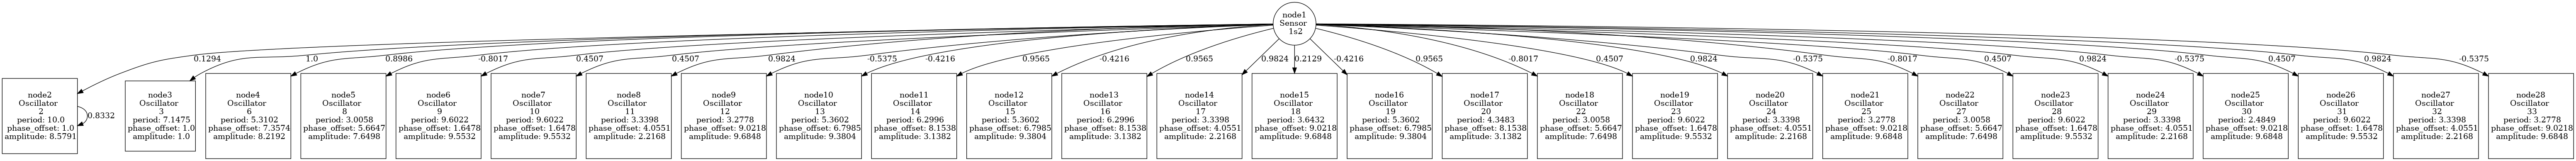 node1
Sensor
1s2
0.1294
1.0
0.8986
-0.8017
0.4507
0.4507
0.9824
-0.5375
-0.4216
0.9565
-0.4216
0.9565
0.9824
0.2129
-0.4216
0.9565
-0.8017
0.4507
0.9824
-0.5375
-0.8017
0.4507
0.9824
-0.5375
0.4507
0.9824
-0.5375
node2
Oscillator
2
period: 10.0
phase_offset: 1.0
amplitude: 8.5791
0.8332
node3
Oscillator
3
period: 7.1475
phase_offset: 1.0
amplitude: 1.0
node4
Oscillator
6
period: 5.3102
phase_offset: 7.3574
amplitude: 8.2192
node5
Oscillator
8
period: 3.0058
phase_offset: 5.6647
amplitude: 7.6498
node6
Oscillator
9
period: 9.6022
phase_offset: 1.6478
amplitude: 9.5532
node7
Oscillator
10
period: 9.6022
phase_offset: 1.6478
amplitude: 9.5532
node8
Oscillator
11
period: 3.3398
phase_offset: 4.0551
amplitude: 2.2168
node9
Oscillator
12
period: 3.2778
phase_offset: 9.0218
amplitude: 9.6848
node10
Oscillator
13
period: 5.3602
phase_offset: 6.7985
amplitude: 9.3804
node11
Oscillator
14
period: 6.2996
phase_offset: 8.1538
amplitude: 3.1382
node12
Oscillator
15
period: 5.3602
phase_offset: 6.7985
amplitude: 9.3804
node13
Oscillator
16
period: 6.2996
phase_offset: 8.1538
amplitude: 3.1382
node14
Oscillator
17
period: 3.3398
phase_offset: 4.0551
amplitude: 2.2168
node15
Oscillator
18
period: 3.6432
phase_offset: 9.0218
amplitude: 9.6848
node16
Oscillator
19
period: 5.3602
phase_offset: 6.7985
amplitude: 9.3804
node17
Oscillator
20
period: 4.3483
phase_offset: 8.1538
amplitude: 3.1382
node18
Oscillator
22
period: 3.0058
phase_offset: 5.6647
amplitude: 7.6498
node19
Oscillator
23
period: 9.6022
phase_offset: 1.6478
amplitude: 9.5532
node20
Oscillator
24
period: 3.3398
phase_offset: 4.0551
amplitude: 2.2168
node21
Oscillator
25
period: 3.2778
phase_offset: 9.0218
amplitude: 9.6848
node22
Oscillator
27
period: 3.0058
phase_offset: 5.6647
amplitude: 7.6498
node23
Oscillator
28
period: 9.6022
phase_offset: 1.6478
amplitude: 9.5532
node24
Oscillator
29
period: 3.3398
phase_offset: 4.0551
amplitude: 2.2168
node25
Oscillator
30
period: 2.4849
phase_offset: 9.0218
amplitude: 9.6848
node26
Oscillator
31
period: 9.6022
phase_offset: 1.6478
amplitude: 9.5532
node27
Oscillator
32
period: 3.3398
phase_offset: 4.0551
amplitude: 2.2168
node28
Oscillator
33
period: 3.2778
phase_offset: 9.0218
amplitude: 9.6848